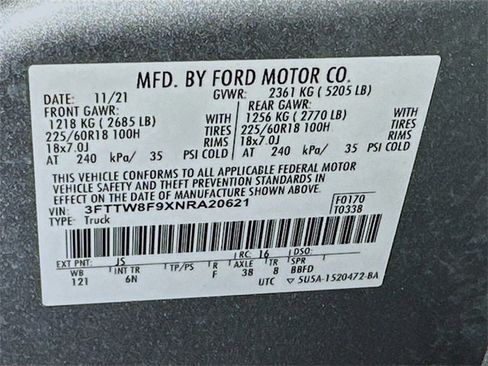 MFD. BY FORD MOTOR CO.
DATE: 11/21 GVWR: 2361 KG ( 5205 LB)
FRONT GAWR: REAR GAWR:
1218 KG ( 2685 LB) WITH 1256 KG ( 2770 LB) WITH
225/60R18 100H TIRES 225/60R18 100H TIRES
18x7.0J RIMS 18x7.0J RIMS
AT 240 kPa/ 35 PSI COLD AT 240 kPa/ 35 PSI COLD
THIS VEHICLE CONFORMS TO ALL APPLICABLE FEDERAL MOTOR
VEHICLE SAFETY AND THEFT PREVENTION STANDARDS IN
EFFECT ON THE DATE OF MANUFACTURE SHOWN ABOVE.
VIN: 3FTTW8F9XNRA20621 F0170
TYPE: Truck T0338
EXT PNT: JS RC: 16 DSO:
WB INT TR TP/PS R AXLE TR SPR
121 6N F 38 8 BBFD
UTC 5U5A-1520472-BA